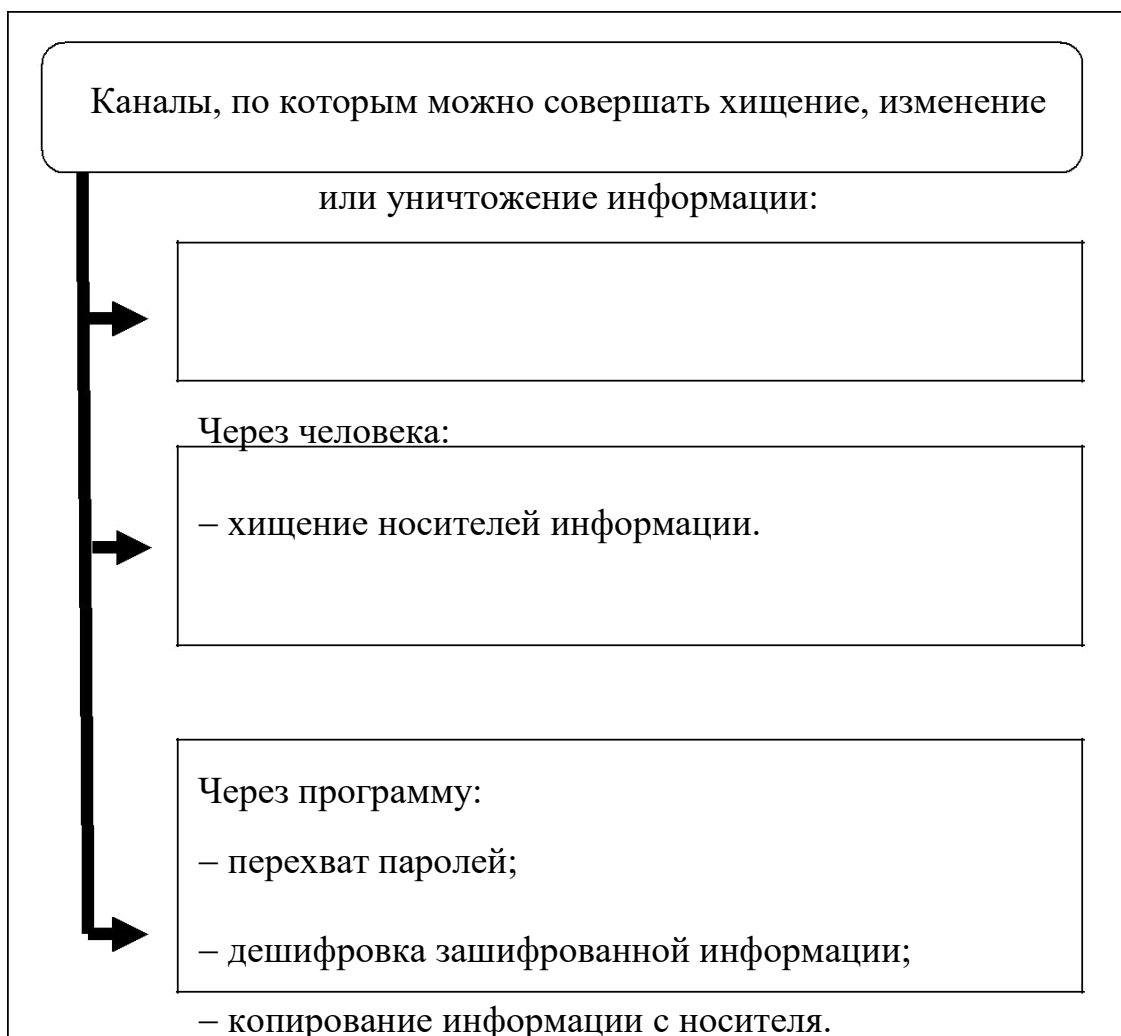 Каналы, по которым можно совершать хищение, изменение
или уничтожение информации:
Через человека:
– хищение носителей информации.
Через программу:
– перехват паролей;
– дешифровка зашифрованной информации;
– копирование информации с носителя.